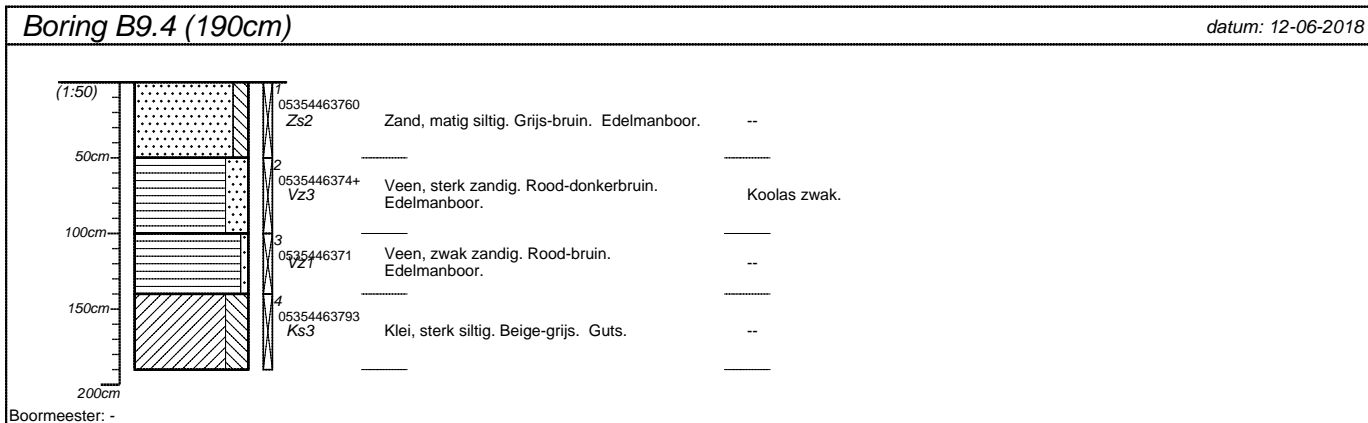 Boring B9.4 (190cm)
datum: 12-06-2018
(1:50)
1
05354463760
Zs2
Zand, matig siltig. Grijs-bruin. Edelmanboor.
--
50cm
2
0535446374+
Vz3
Veen, sterk zandig. Rood-donkerbruin.
Edelmanboor.
Koolas zwak.
100cm
3
0535446371
Vz1
Veen, zwak zandig. Rood-bruin.
Edelmanboor.
--
150cm
4
05354463793
Ks3
Klei, sterk siltig. Beige-grijs. Guts.
--
200cm
Boormeester: -